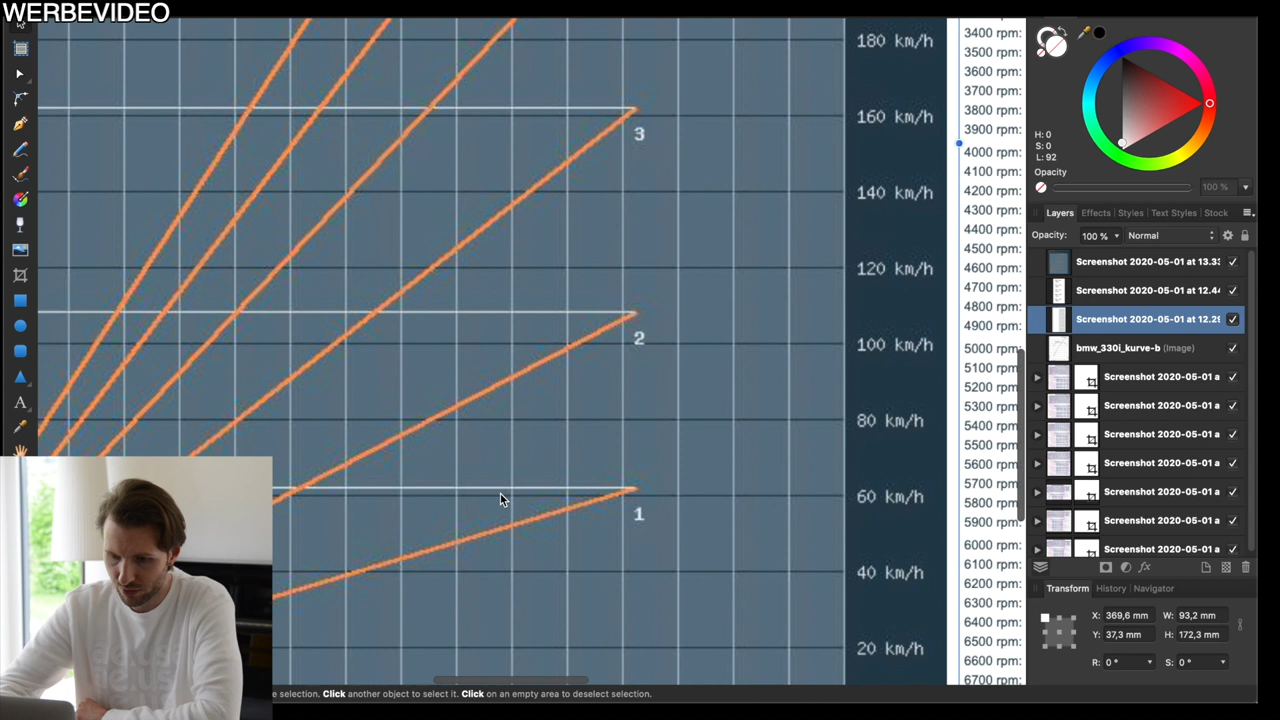 WERBEVIDEO
180 km/h
160 km/h
3
140 km/h
120 km/h
100 km/h
2
80 km/h
60 km/h
1
40 km/h
20 km/h
3400 rpm:
3500 rpm:
3600 rpm:
3700 rpm:
3800 rpm:
3900 rpm:
4000 rpm:
4100 rpm:
4200 rpm:
4300 rpm:
4400 rpm:
4500 rpm:
4600 rpm:
4700 rpm:
4800 rpm:
4900 rpm:
5000 rpm:
5100 rpm:
5200 rpm:
5300 rpm:
5400 rpm:
5500 rpm:
5600 rpm:
5700 rpm:
5800 rpm:
5900 rpm:
6000 rpm:
6100 rpm:
6200 rpm:
6300 rpm:
6400 rpm:
6500 rpm:
6600 rpm:
6700 rpm:
H: 0
S: 0
L: 92
Opacity
100 %
Layers Effects Styles Text Styles Stock
Opacity: 100 % Normal
Screenshot 2020-05-01 at 13.3
Screenshot 2020-05-01 at 12.4
Screenshot 2020-05-01 at 12.29
bmw_330i_kurve-b (Image)
Screenshot 2020-05-01 a
Screenshot 2020-05-01 a
Screenshot 2020-05-01 a
Screenshot 2020-05-01 a
Screenshot 2020-05-01 a
Screenshot 2020-05-01 a
Screenshot 2020-05-01 a
fx
Transform History Navigator
X: 369,6 mm W: 93,2 mm
Y: 37,3 mm H: 172,3 mm
R: 0 ° S: 0 °
e selection. Click another object to select it. Click on an empty area to deselect selection.